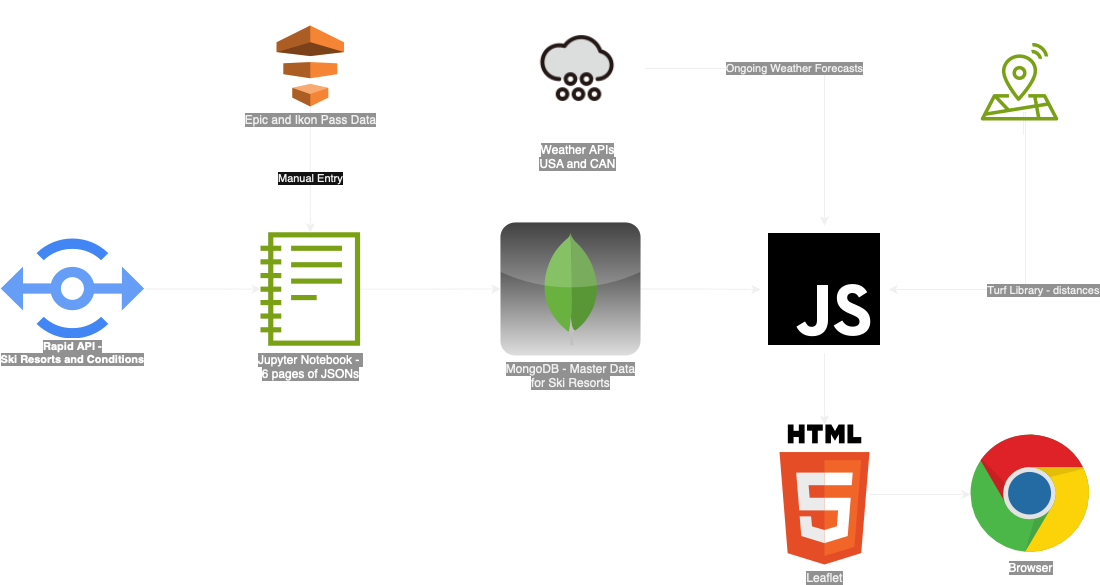 Epic and Ikon Pass Data
Ongoing Weather Forecasts
Weather APIs
USA and CAN
Manual Entry
Rapid API -
Ski Resorts and Conditions
Jupyter Notebook -
6 pages of JSONs
MongoDB - Master Data
for Ski Resorts
JS
Turf Library - distances
HTML
5
Leaflet
Browser